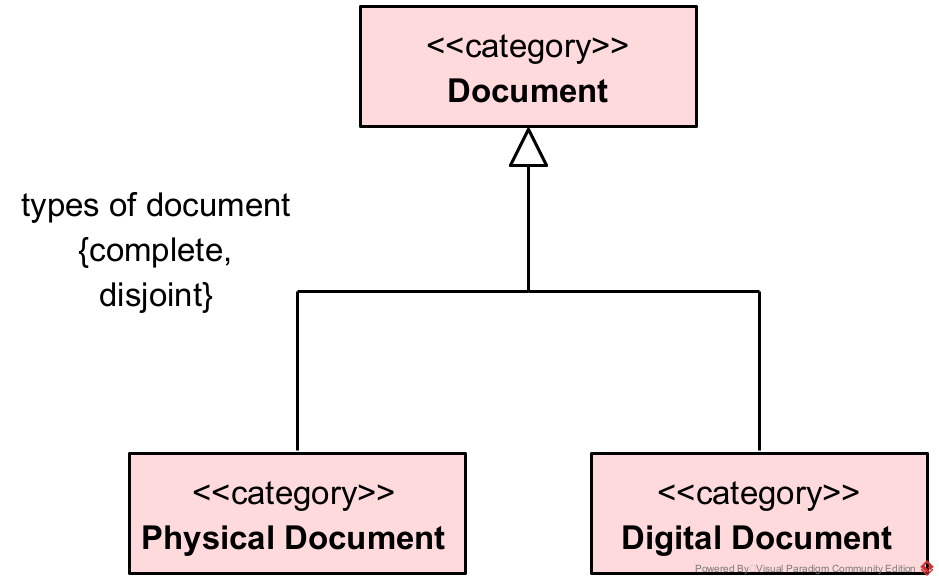 <<category>>
Document
types of document
{complete,
disjoint}
<<category>>
Physical Document
<<category>>
Digital Document
Powered By Visual Paradigm Community Edition